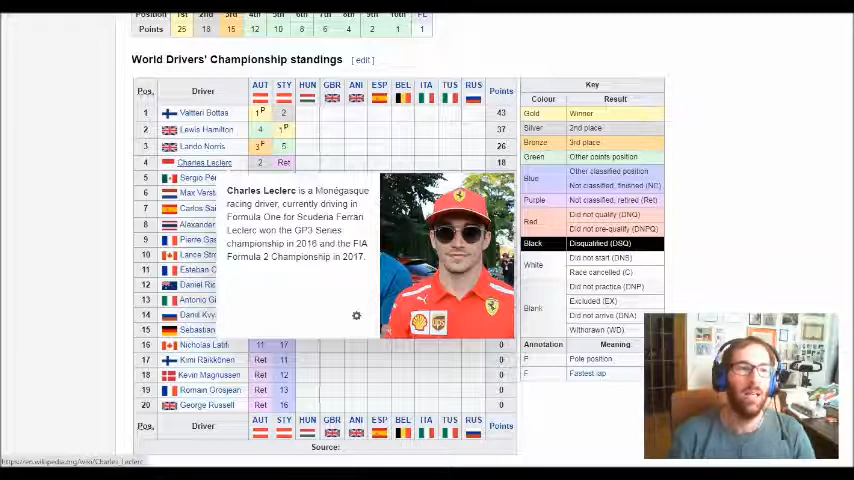 Position 1st 2nd 3rd 4th 5th 6th 7th 8th 9th 10th FL
Points 25 18 15 12 10 8 6 4 2 1 1
World Drivers' Championship standings [ edit ]
Pos. Driver AUT STY HUN GBR ANI ESP BEL ITA TUS RUS Points
1 Valtteri Bottas 1P 2 43
2 Lewis Hamilton 4 1P 37
3 Lando Norris 3F 5 26
4 Charles Leclerc 2 Ret 18
5 Sergio Pér
6 Max Verst
7 Carlos Sai
8 Alexander
9 Pierre Gas
10 Lance Stro
11 Esteban O
12 Daniel Ric
13 Antonio Gi
14 Daniil Kvy
15 Sebastian
16 Nicholas Latifi 11 17 0
17 Kimi Räikkönen Ret 11 0
18 Kevin Magnussen Ret 12 0
19 Romain Grosjean Ret 13 0
20 George Russell Ret 16 0
Pos. Driver AUT STY HUN GBR ANI ESP BEL ITA TUS RUS Points
Source:
Charles Leclerc is a Monégasque
racing driver, currently driving in
Formula One for Scuderia Ferrari
Leclerc won the GP3 Series
championship in 2016 and the FIA
Formula 2 Championship in 2017.
Key
Colour Result
Gold Winner
Silver 2nd place
Bronze 3rd place
Green Other points position
Blue Other classified position
Not classified, finished (NC)
Purple Not classified, retired (Ret)
Red Did not qualify (DNQ)
Did not pre-qualify (DNPQ)
Black Disqualified (DSQ)
White Did not start (DNS)
Race cancelled (C)
Blank Did not practice (DNP)
Excluded (EX)
Did not arrive (DNA)
Withdrawn (WD)
Annotation Meaning
P Pole position
F Fastest lap
https://en.wikipedia.org/wiki/Charles_Leclerc